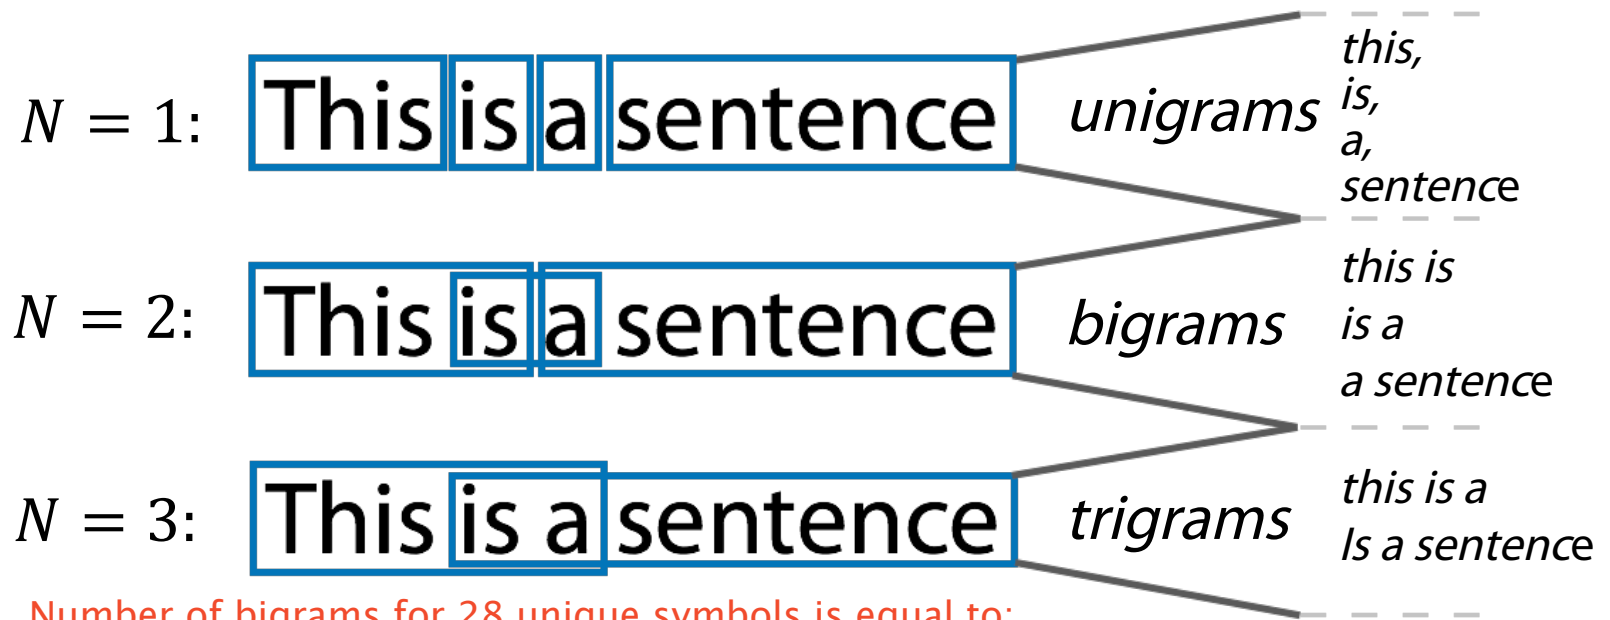 N = 1:
This is a sentence
unigrams
this,
is,
a,
sentence
N = 2:
This is a sentence
bigrams
this is
is a
a sentence
N = 3:
This is a sentence
trigrams
this is a
Is a sentence
Number of bigrams for 28 unique symbols is equal to: